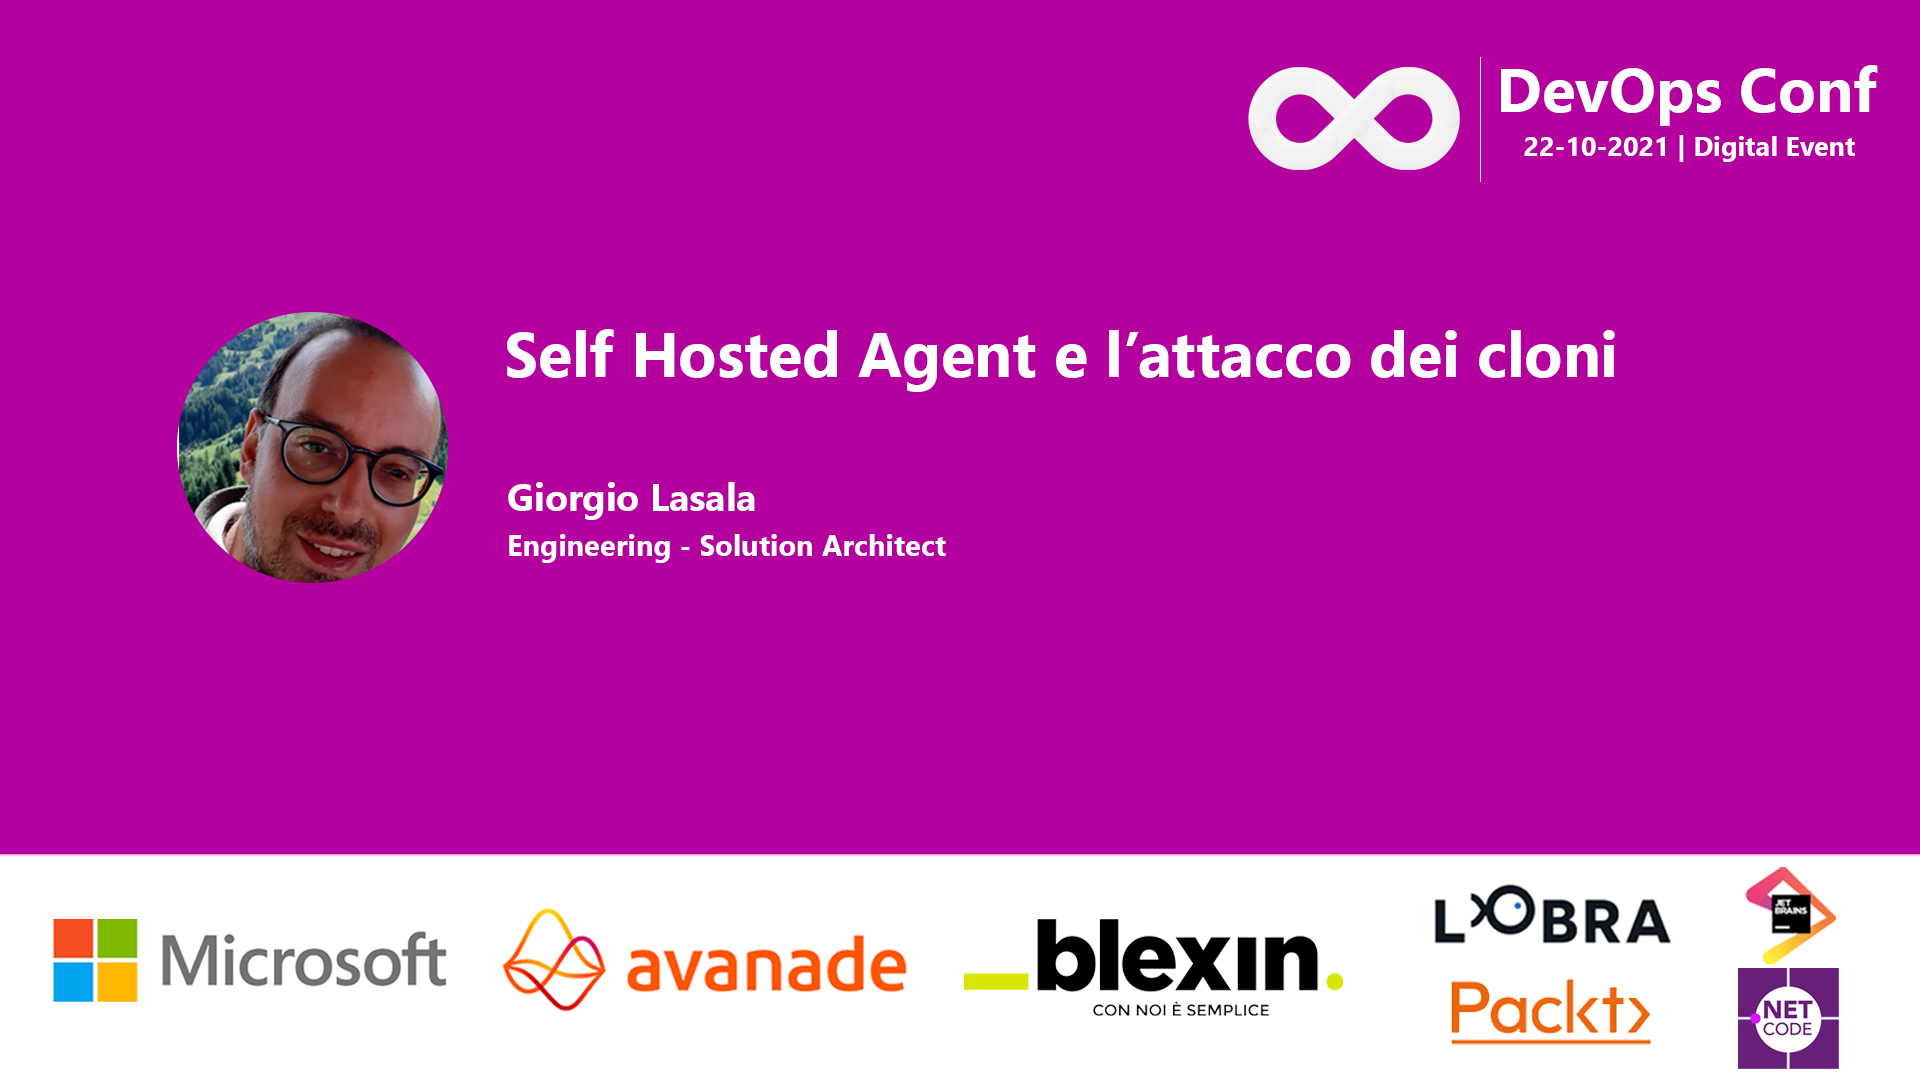 DevOps Conf
22-10-2021 | Digital Event
Self Hosted Agent e l’attacco dei cloni
Giorgio Lasala
Engineering - Solution Architect
Microsoft
avanade
blexin.
CON NOI È SEMPLICE
LOBRA
Packt>
JET
BRAINS
NET
CODE